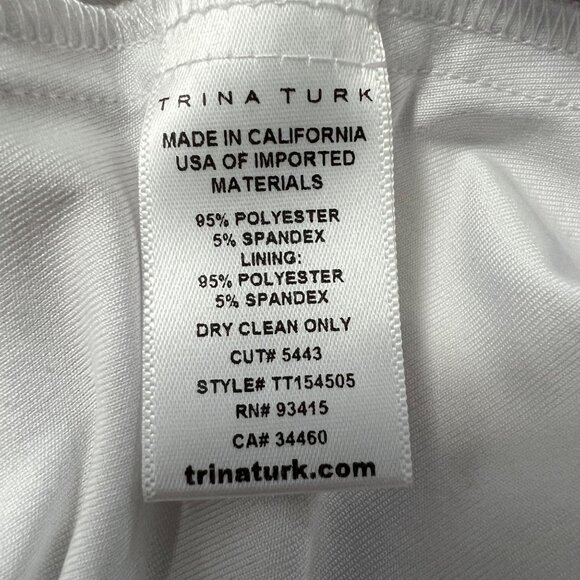 TRINA TURK
MADE IN CALIFORNIA
USA OF IMPORTED
MATERIALS
95% POLYESTER
5% SPANDEX
LINING:
95% POLYESTER
5% SPANDEX
DRY CLEAN ONLY
CUT# 5443
STYLE# TT154505
RN# 93415
CA# 34460
trinaturk.com